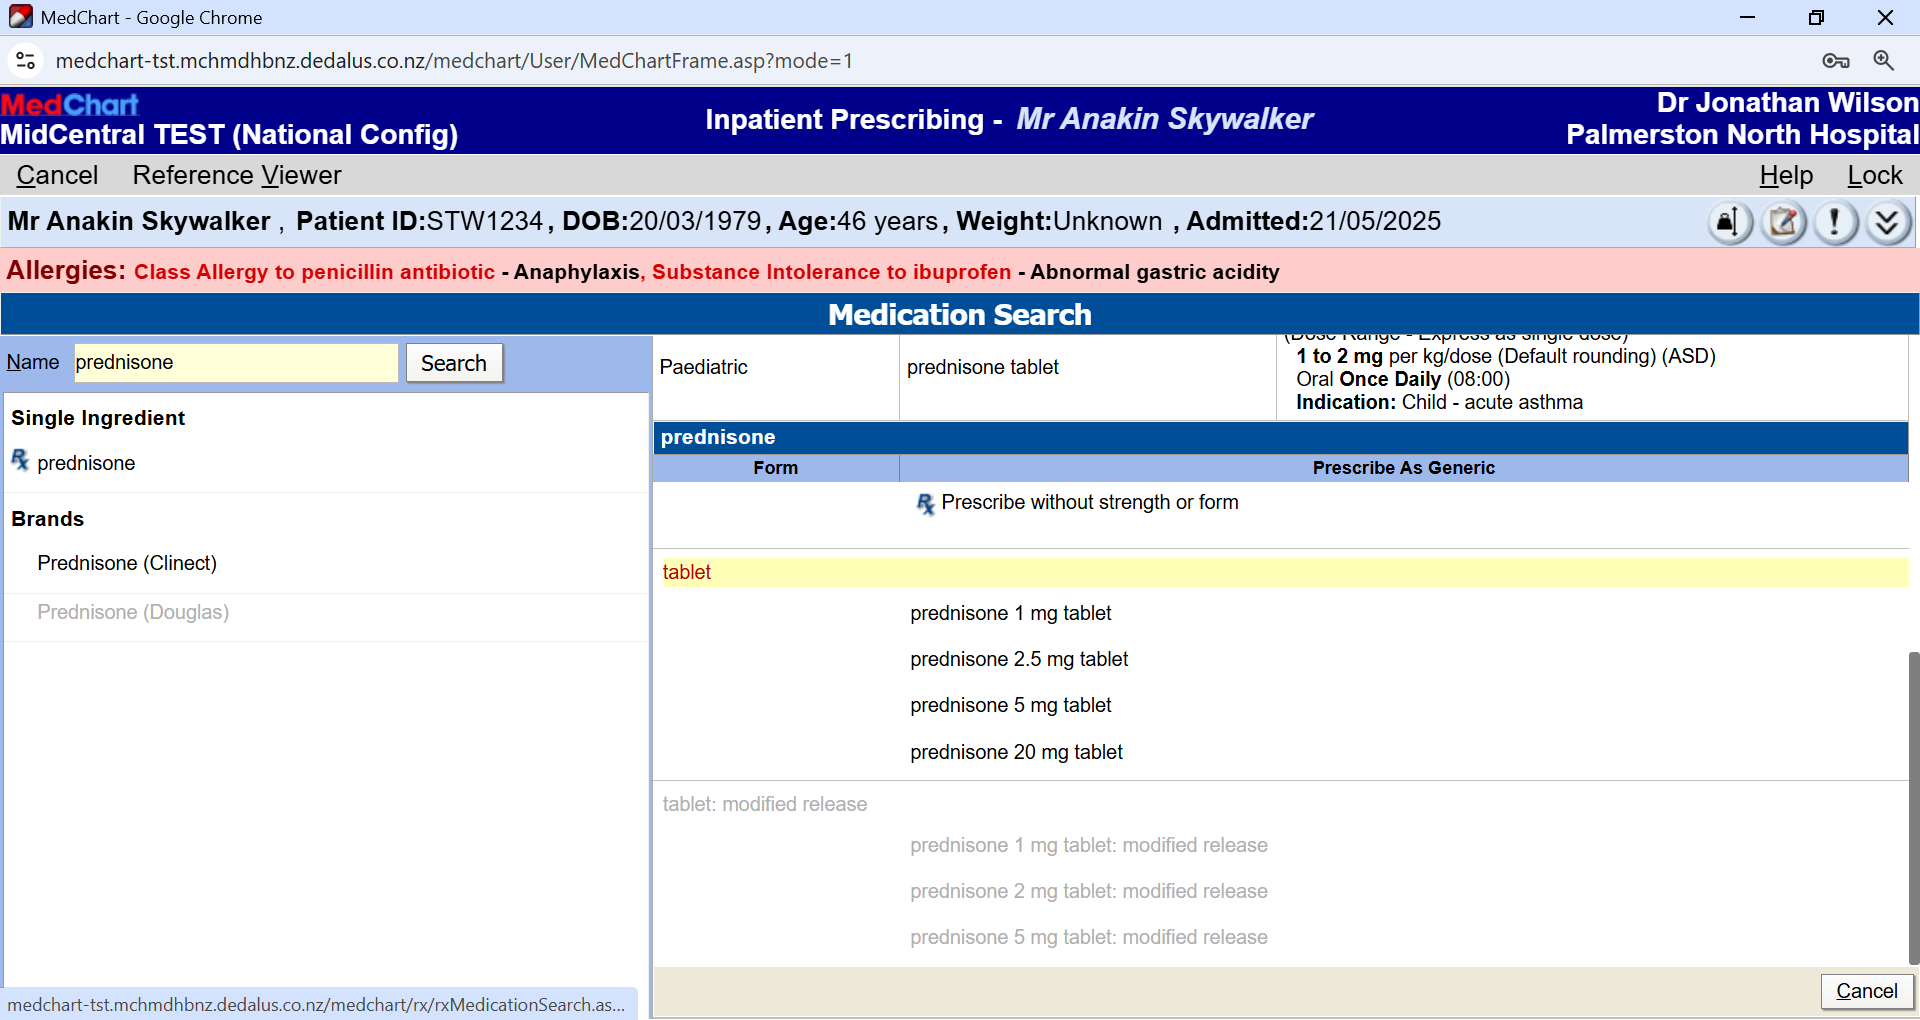 MedChart - Google Chrome
medchart-tst.mchmdhbnz.dedalus.co.nz/medchart/User/MedChartFrame.asp?mode=1
MedChart
MidCentral TEST (National Config)
Inpatient Prescribing - Mr Anakin Skywalker
Dr Jonathan Wilson
Palmerston North Hospital
Cancel Reference Viewer Help Lock
Mr Anakin Skywalker , Patient ID:STW1234, DOB:20/03/1979, Age:46 years, Weight:Unknown , Admitted:21/05/2025
Allergies: Class Allergy to penicillin antibiotic - Anaphylaxis, Substance Intolerance to ibuprofen - Abnormal gastric acidity
Medication Search
Name prednisone Search
Single Ingredient
Rx prednisone
Brands
Prednisone (Clinect)
Prednisone (Douglas)
(Dose Range - Express as single dose)
Paediatric prednisone tablet
1 to 2 mg per kg/dose (Default rounding) (ASD)
Oral Once Daily (08:00)
Indication: Child - acute asthma
prednisone
Form Prescribe As Generic
Rx Prescribe without strength or form
tablet
prednisone 1 mg tablet
prednisone 2.5 mg tablet
prednisone 5 mg tablet
prednisone 20 mg tablet
tablet: modified release
prednisone 1 mg tablet: modified release
prednisone 2 mg tablet: modified release
prednisone 5 mg tablet: modified release
Cancel
medchart-tst.mchmdhbnz.dedalus.co.nz/medchart/rx/rxMedicationSearch.as...